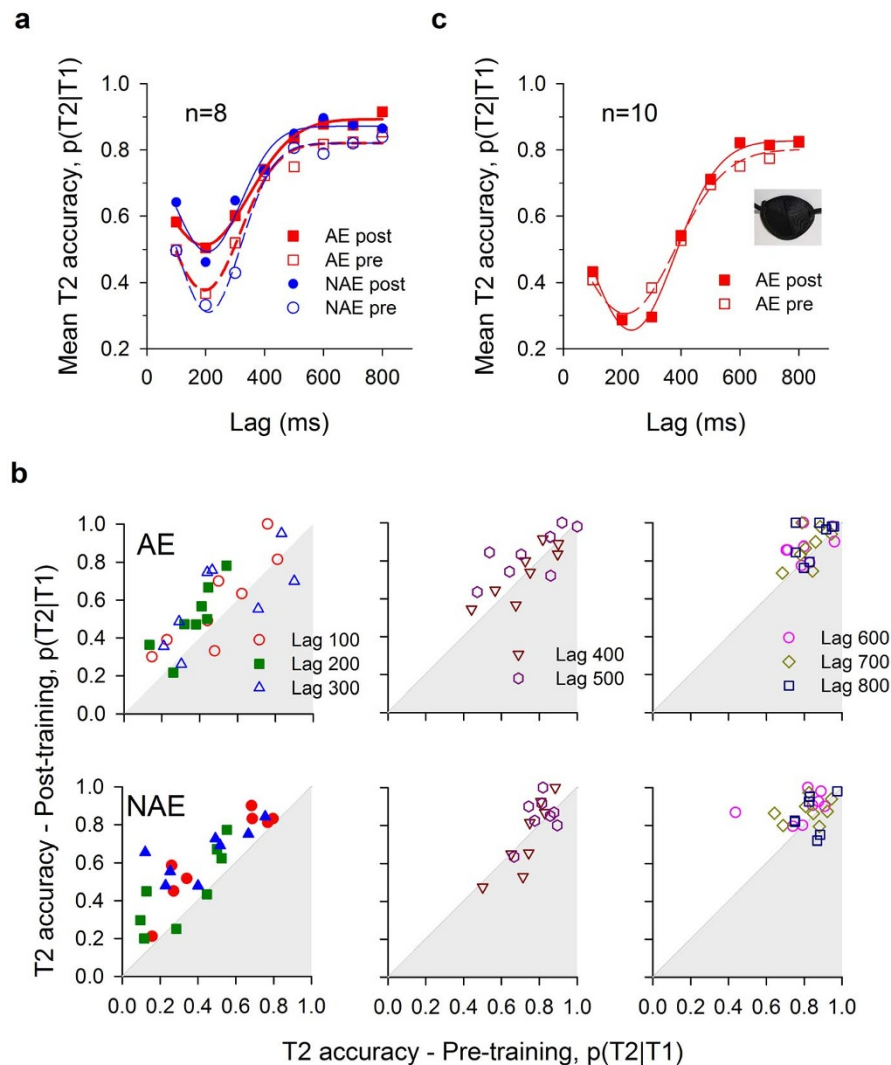 a
Mean T2 accuracy, p(T2|T1)
1.0
0.8
0.6
0.4
0.2
n=8
AE post
AE pre
NAE post
NAE pre
0 200 400 600 800
Lag (ms)
c
Mean T2 accuracy, p(T2|T1)
1.0
0.8
0.6
0.4
0.2
n=10
AE post
AE pre
0 200 400 600 800
Lag (ms)
b
T2 accuracy - Post-training, p(T2|T1)
1.0
0.8
0.6
0.4
0.2
0.0
AE
Lag 100
Lag 200
Lag 300
Lag 400
Lag 500
Lag 600
Lag 700
Lag 800
1.0
0.8
0.6
0.4
0.2
0.0
NAE
0.0 0.2 0.4 0.6 0.8 1.0
0.0 0.2 0.4 0.6 0.8 1.0
0.0 0.2 0.4 0.6 0.8 1.0
T2 accuracy - Pre-training, p(T2|T1)